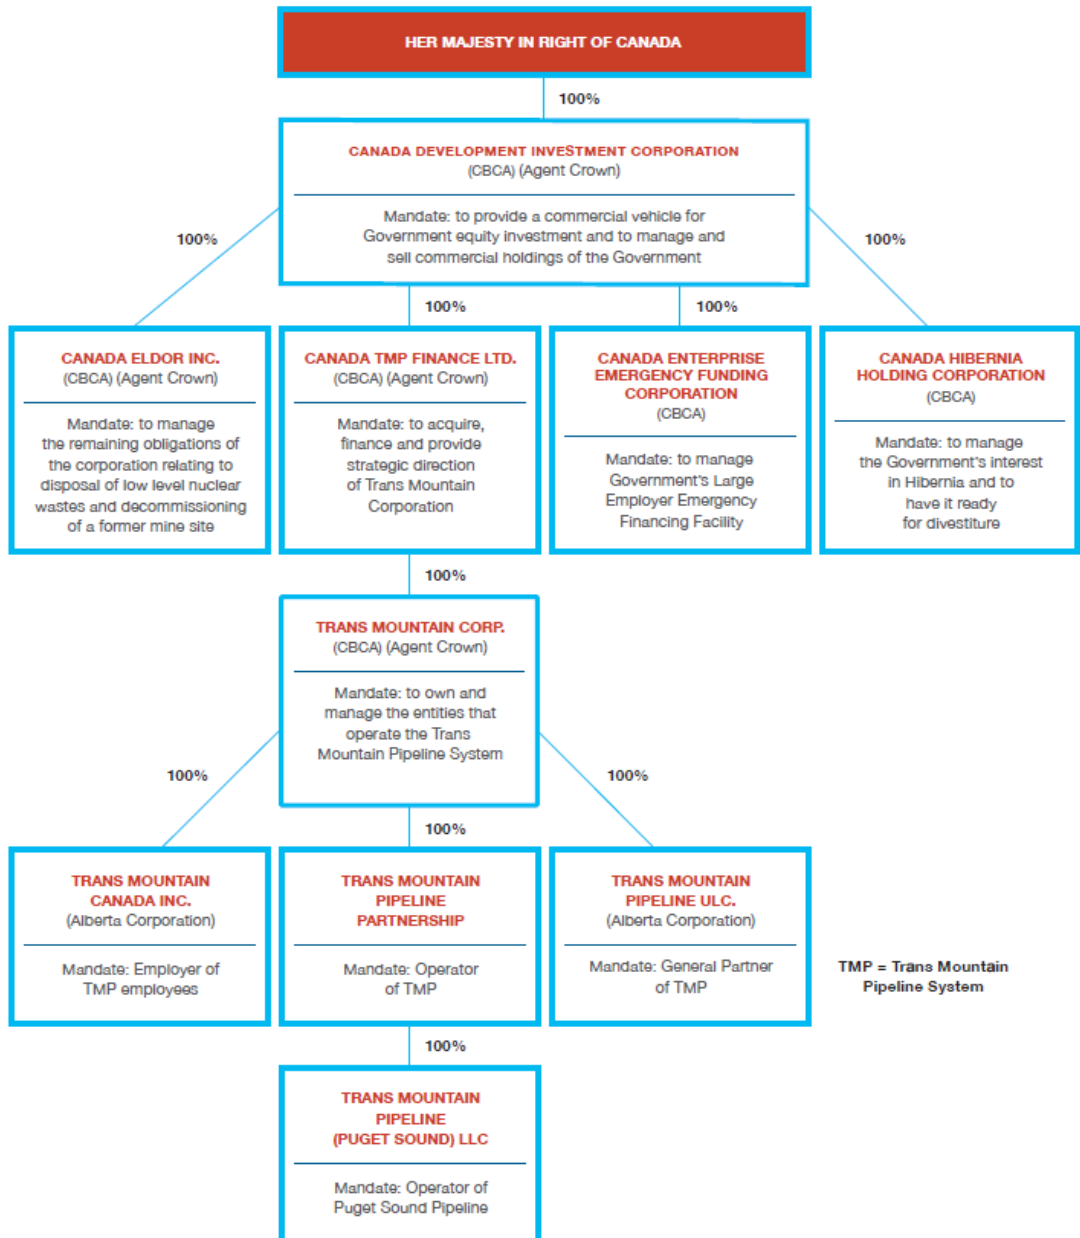 HER MAJESTY IN RIGHT OF CANADA
100%
CANADA DEVELOPMENT INVESTMENT CORPORATION
(CBCA) (Agent Crown)
Mandate: to provide a commercial vehicle for
Government equity investment and to manage and
sell commercial holdings of the Government
100%
100%
100%
100%
CANADA ELDOR INC.
(CBCA) (Agent Crown)
Mandate: to manage
the remaining obligations of
the corporation relating to
disposal of low level nuclear
wastes and decommissioning
of a former mine site
CANADA TMP FINANCE LTD.
(CBCA) (Agent Crown)
Mandate: to acquire,
finance and provide
strategic direction
of Trans Mountain
Corporation
CANADA ENTERPRISE
EMERGENCY FUNDING
CORPORATION
(CBCA)
Mandate: to manage
Government's Large
Employer Emergency
Financing Facility
CANADA HIBERNIA
HOLDING CORPORATION
(CBCA)
Mandate: to manage
the Government's interest
in Hibernia and to
have it ready
for divestiture
100%
TRANS MOUNTAIN CORP.
(CBCA) (Agent Crown)
Mandate: to own and
manage the entities that
operate the Trans
Mountain Pipeline System
100%
100%
100%
TRANS MOUNTAIN
CANADA INC.
(Alberta Corporation)
Mandate: Employer of
TMP employees
TRANS MOUNTAIN
PIPELINE
PARTNERSHIP
Mandate: Operator
of TMP
TRANS MOUNTAIN
PIPELINE ULC.
(Alberta Corporation)
Mandate: General Partner
of TMP
TMP = Trans Mountain
Pipeline System
100%
TRANS MOUNTAIN
PIPELINE
(PUGET SOUND) LLC
Mandate: Operator of
Puget Sound Pipeline